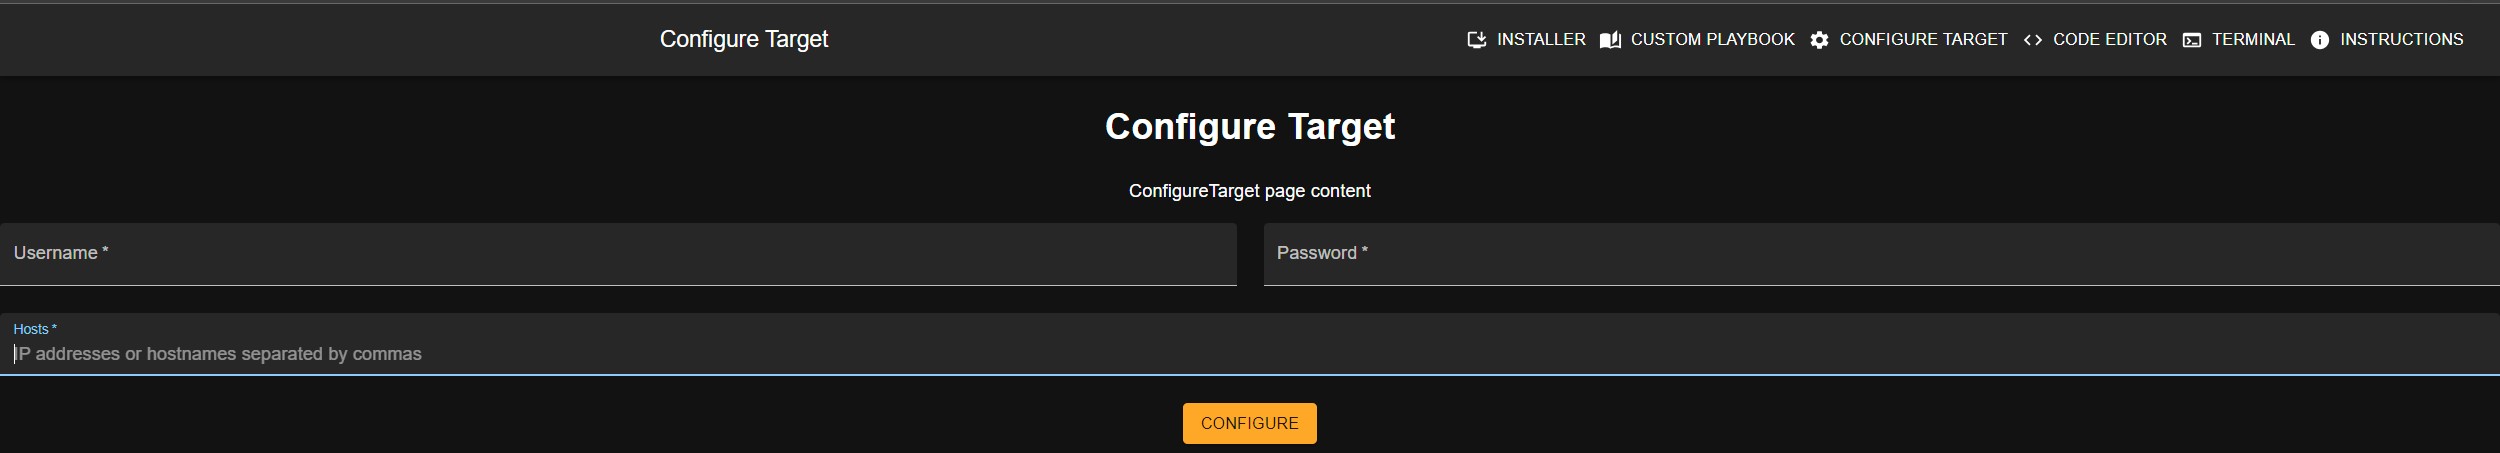 Configure Target
INSTALLER CUSTOM PLAYBOOK CONFIGURE TARGET CODE EDITOR TERMINAL INSTRUCTIONS
Configure Target
ConfigureTarget page content
Username *
Password *
Hosts *
IP addresses or hostnames separated by commas
CONFIGURE